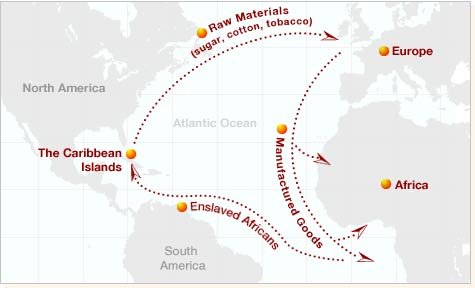 Raw Materials
(sugar, cotton, tobacco)
Europe
North America
Atlantic Ocean
The Caribbean
Islands
Manufactured Goods
Africa
Enslaved Africans
South
America